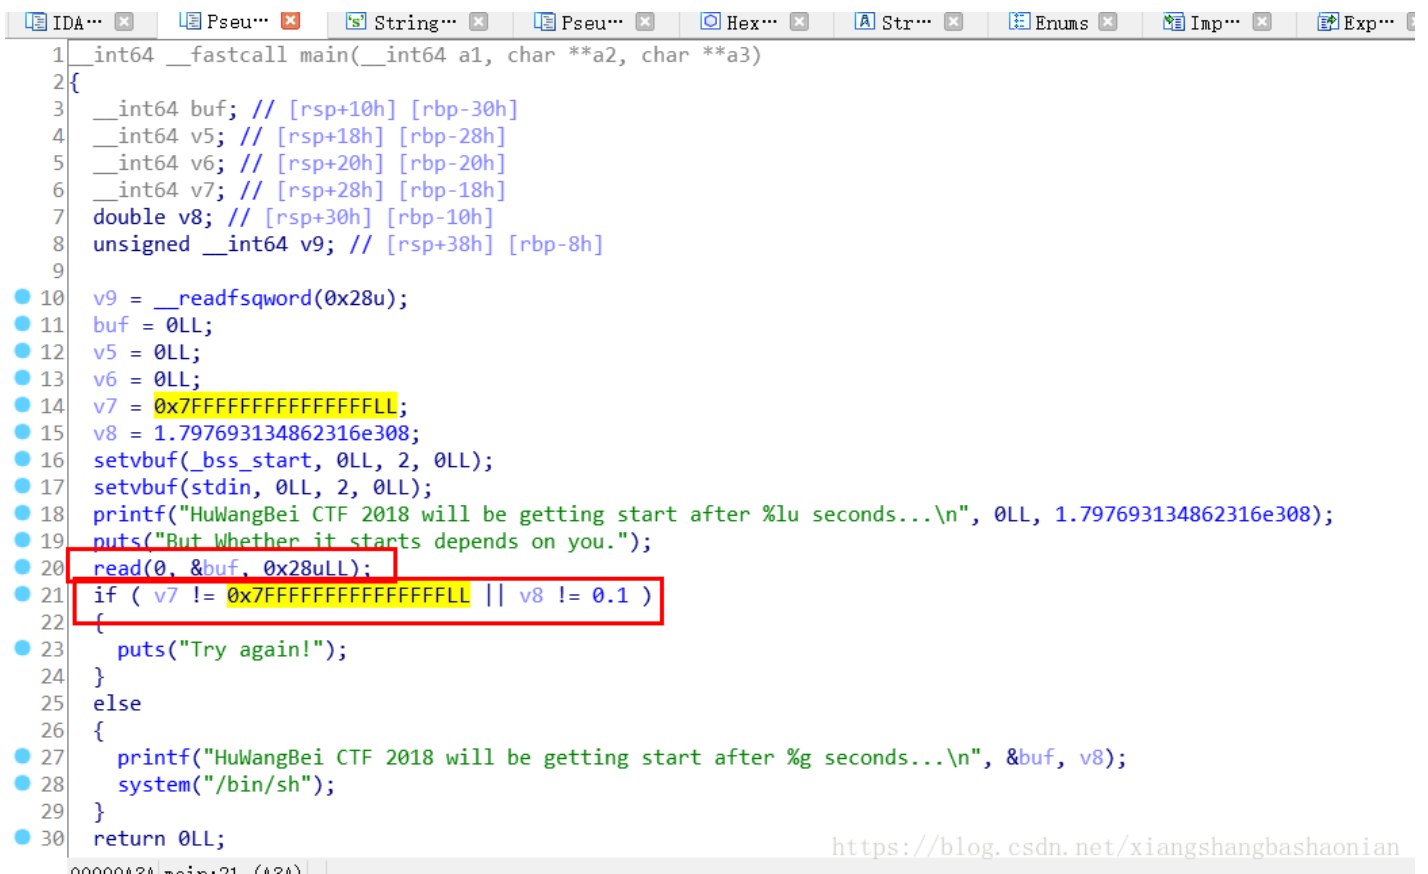 IDA⋯ Pseu⋯ String⋯ Pseu⋯ Hex⋯ Str⋯ Enums Imp⋯ Exp⋯
1 __int64 __fastcall main(__int64 a1, char **a2, char **a3)
2 {
3 __int64 buf; // [rsp+10h] [rbp-30h]
4 __int64 v5; // [rsp+18h] [rbp-28h]
5 __int64 v6; // [rsp+20h] [rbp-20h]
6 __int64 v7; // [rsp+28h] [rbp-18h]
7 double v8; // [rsp+30h] [rbp-10h]
8 unsigned __int64 v9; // [rsp+38h] [rbp-8h]
9
10 v9 = __readfsqword(0x28u);
11 buf = 0LL;
12 v5 = 0LL;
13 v6 = 0LL;
14 v7 = 0x7FFFFFFFFFFFFFFFLL;
15 v8 = 1.797693134862316e308;
16 setvbuf(_bss_start, 0LL, 2, 0LL);
17 setvbuf(stdin, 0LL, 2, 0LL);
18 printf("HuWangBei CTF 2018 will be getting start after %lu seconds...\n", 0LL, 1.797693134862316e308);
19 puts("But Whether it starts depends on you.");
20 read(0, &buf, 0x28uLL);
21 if ( v7 != 0x7FFFFFFFFFFFFFFFLL || v8 != 0.1 )
22 {
23 puts("Try again!");
24 }
25 else
26 {
27 printf("HuWangBei CTF 2018 will be getting start after %g seconds...\n", &buf, v8);
28 system("/bin/sh");
29 }
30 return 0LL;
https://blog.csdn.net/xiangshangbashaonian
main:21